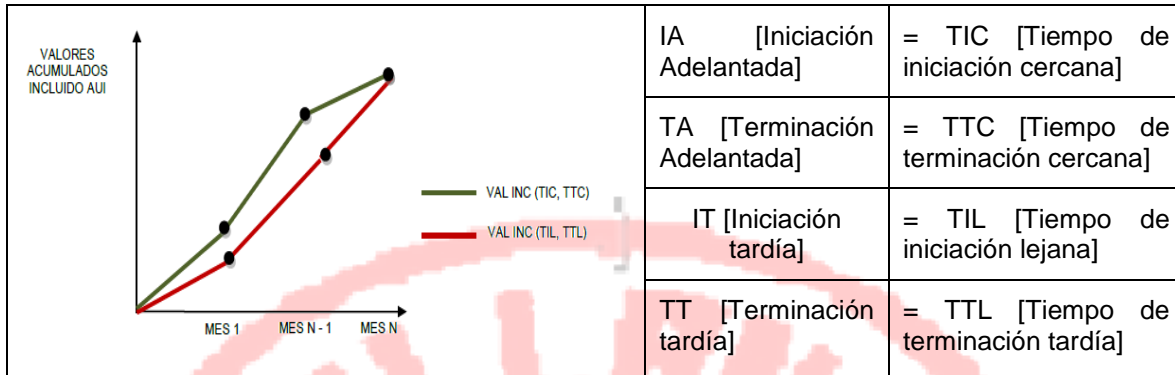 VALORES
ACUMULADOS
INCLUIDO AUI
VAL INC (TIC, TTC)
VAL INC (TIL, TTL)
MES 1
MES N - 1
MES N
IA [Iniciación
Adelantada]
= TIC [Tiempo de
iniciación cercana]
TA [Terminación
Adelantada]
= TTC [Tiempo de
terminación cercana]
IT [Iniciación
tardía]
= TIL [Tiempo de
iniciación lejana]
TT [Terminación
tardía]
= TTL [Tiempo de
terminación tardía]